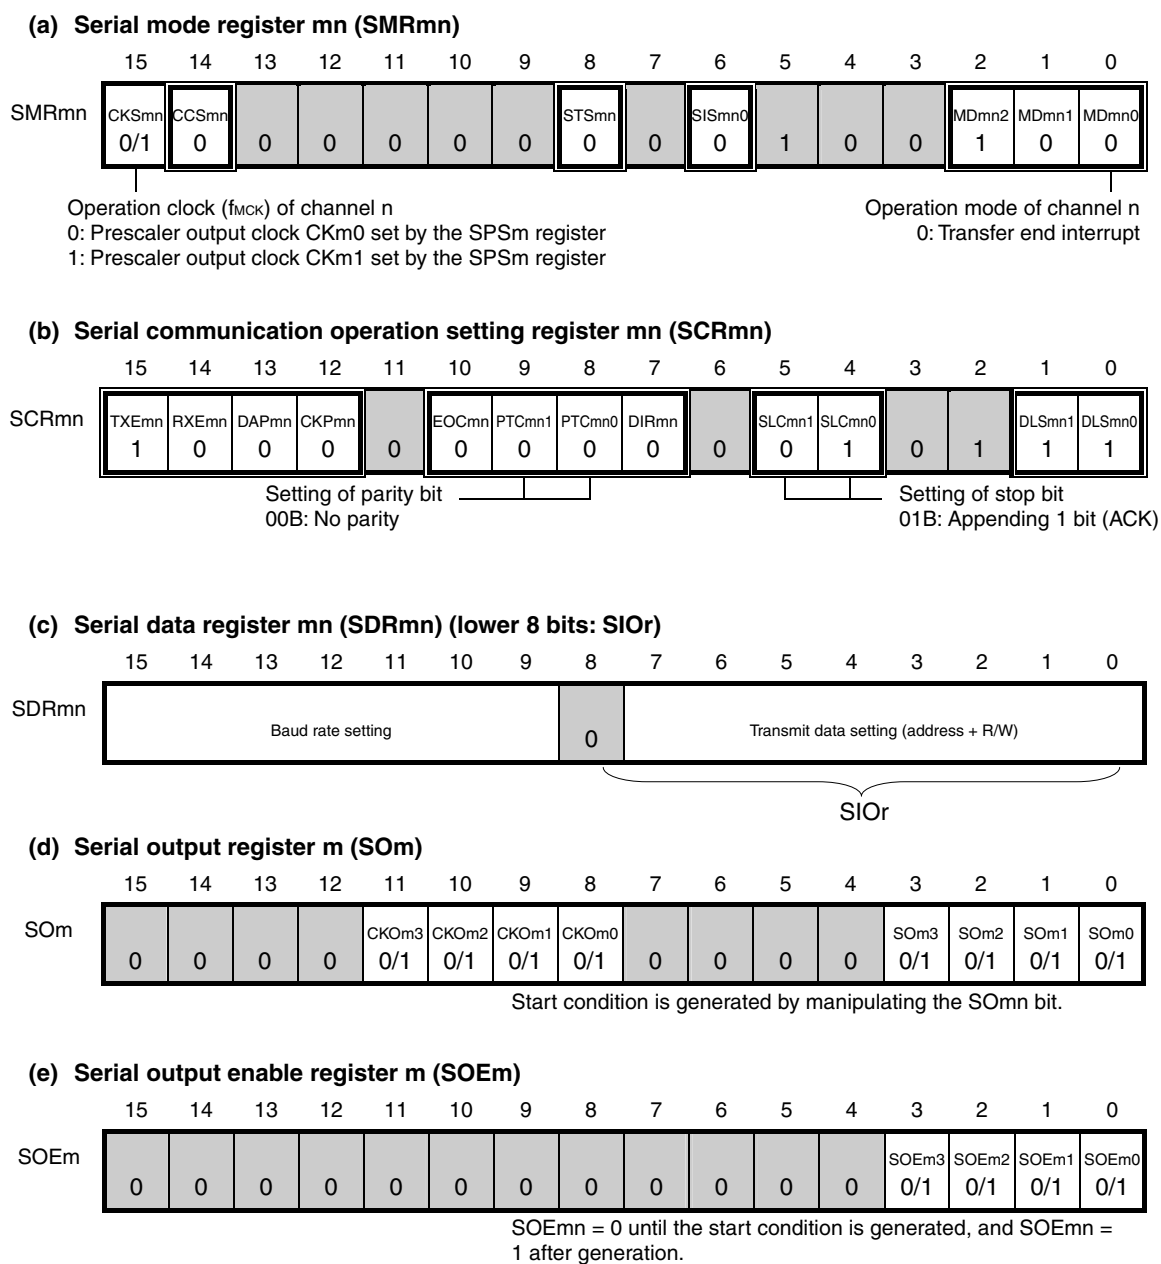 (a) Serial mode register mn (SMRmn)
15 14 13 12 11 10 9 8 7 6 5 4 3 2 1 0
SMRmn CKSmn CCSmn STSmn SISmn0 MDmn2 MDmn1 MDmn0
0/1 0 0 0 0 0 0 0 0 0 1 0 0 1 0 0
Operation clock (fMCK) of channel n
0: Prescaler output clock CKm0 set by the SPSm register
1: Prescaler output clock CKm1 set by the SPSm register
Operation mode of channel n
0: Transfer end interrupt
(b) Serial communication operation setting register mn (SCRmn)
15 14 13 12 11 10 9 8 7 6 5 4 3 2 1 0
SCRmn TXEmn RXEmn DAPmn CKPmn EOCmn PTCmn1 PTCmn0 DIRmn SLCmn1 SLCmn0 DLSmn1 DLSmn0
1 0 0 0 0 0 0 0 0 0 0 1 0 1 1 1
Setting of parity bit
00B: No parity
Setting of stop bit
01B: Appending 1 bit (ACK)
(c) Serial data register mn (SDRmn) (lower 8 bits: SIOr)
15 14 13 12 11 10 9 8 7 6 5 4 3 2 1 0
SDRmn
Baud rate setting 0 Transmit data setting (address + R/W)
SIOr
(d) Serial output register m (SOm)
15 14 13 12 11 10 9 8 7 6 5 4 3 2 1 0
SOm CKOm3 CKOm2 CKOm1 CKOm0 SOm3 SOm2 SOm1 SOm0
0 0 0 0 0/1 0/1 0/1 0/1 0 0 0 0 0/1 0/1 0/1 0/1
Start condition is generated by manipulating the SOmn bit.
(e) Serial output enable register m (SOEm)
15 14 13 12 11 10 9 8 7 6 5 4 3 2 1 0
SOEm SOEm3 SOEm2 SOEm1 SOEm0
0 0 0 0 0 0 0 0 0 0 0 0 0/1 0/1 0/1 0/1
SOEmn = 0 until the start condition is generated, and SOEmn =
1 after generation.